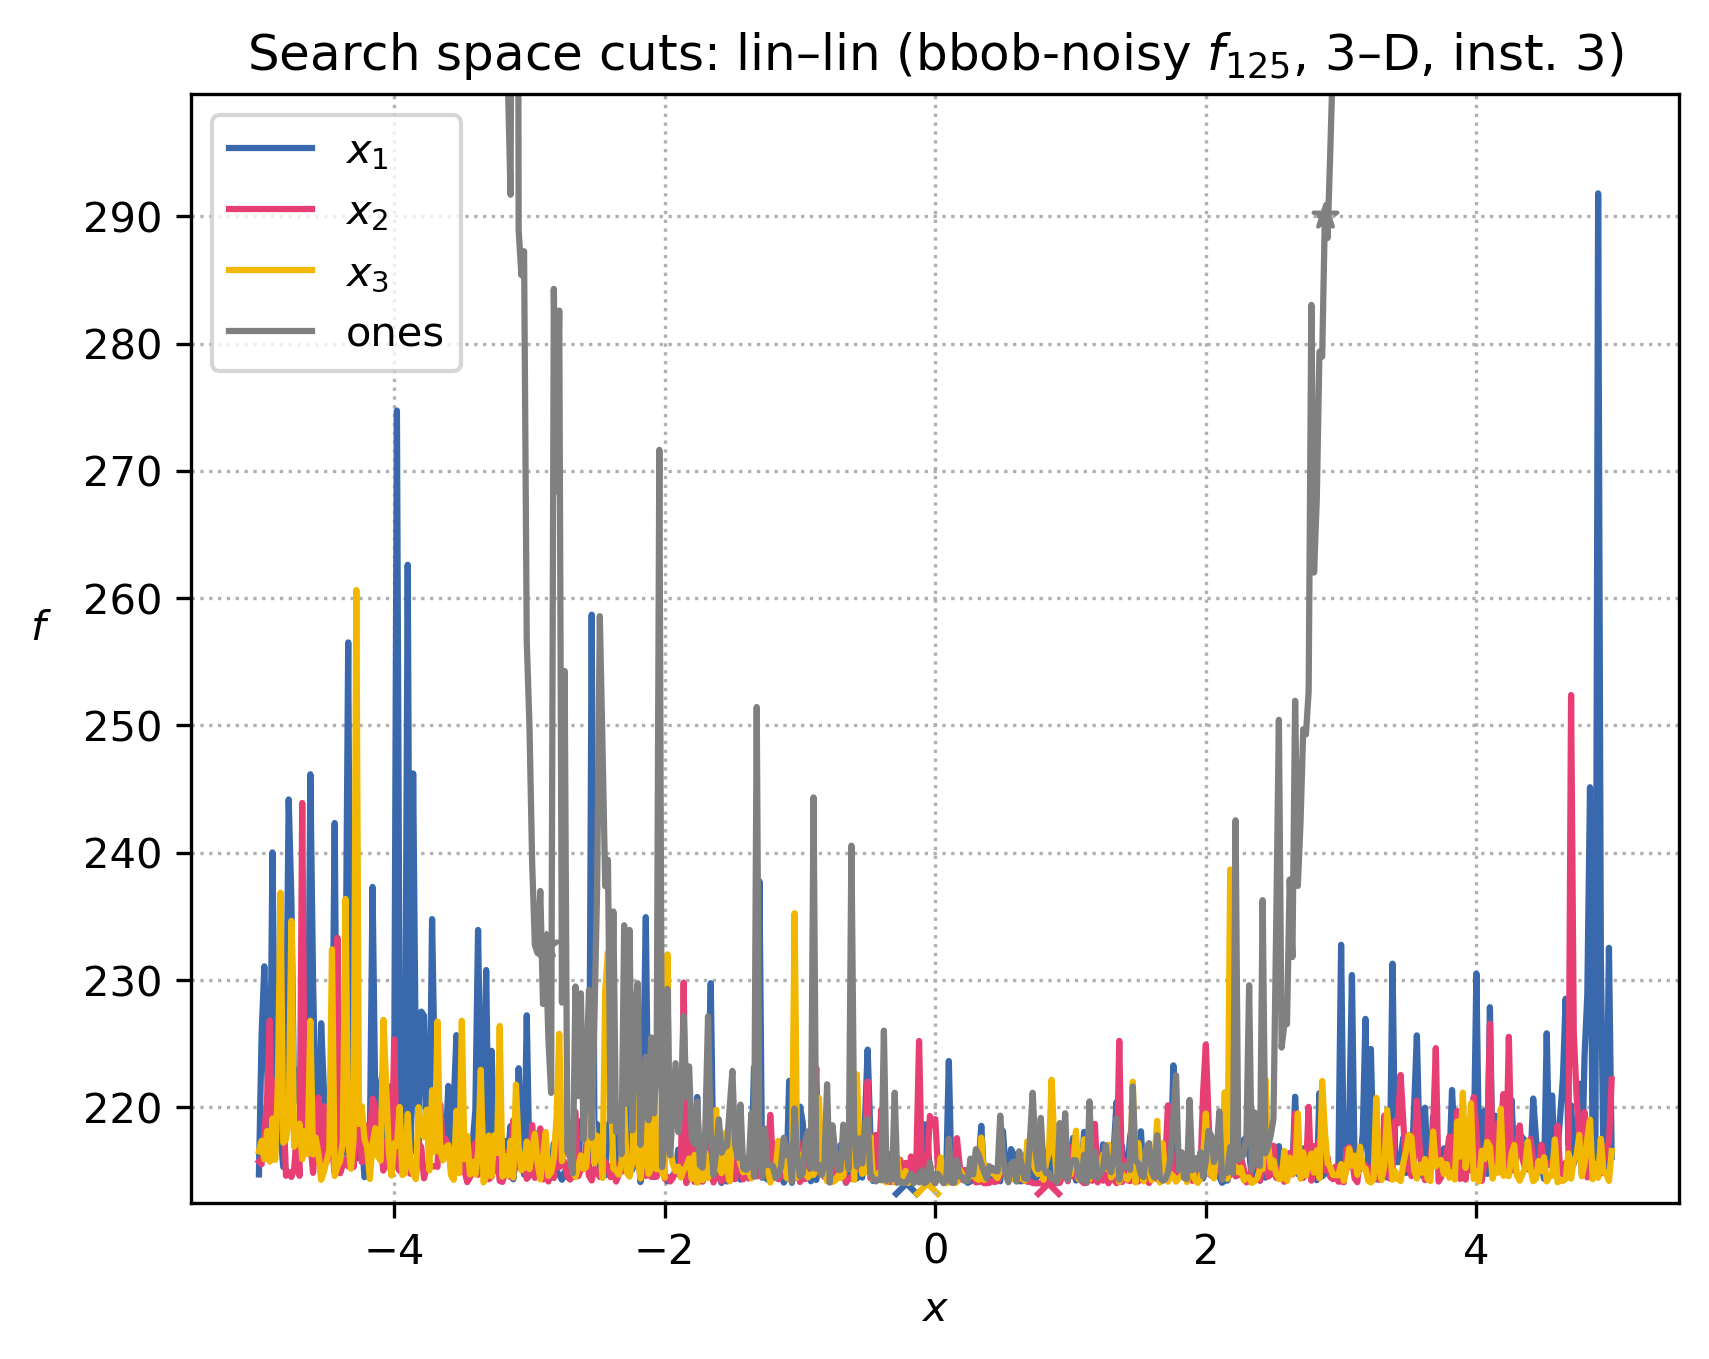 Search space cuts: lin–lin (bbob-noisy f₁₂₅, 3–D, inst. 3)
x₁
x₂
x₃
ones
290
280
270
260
250
240
230
220
f
−4 −2 0 2 4
x